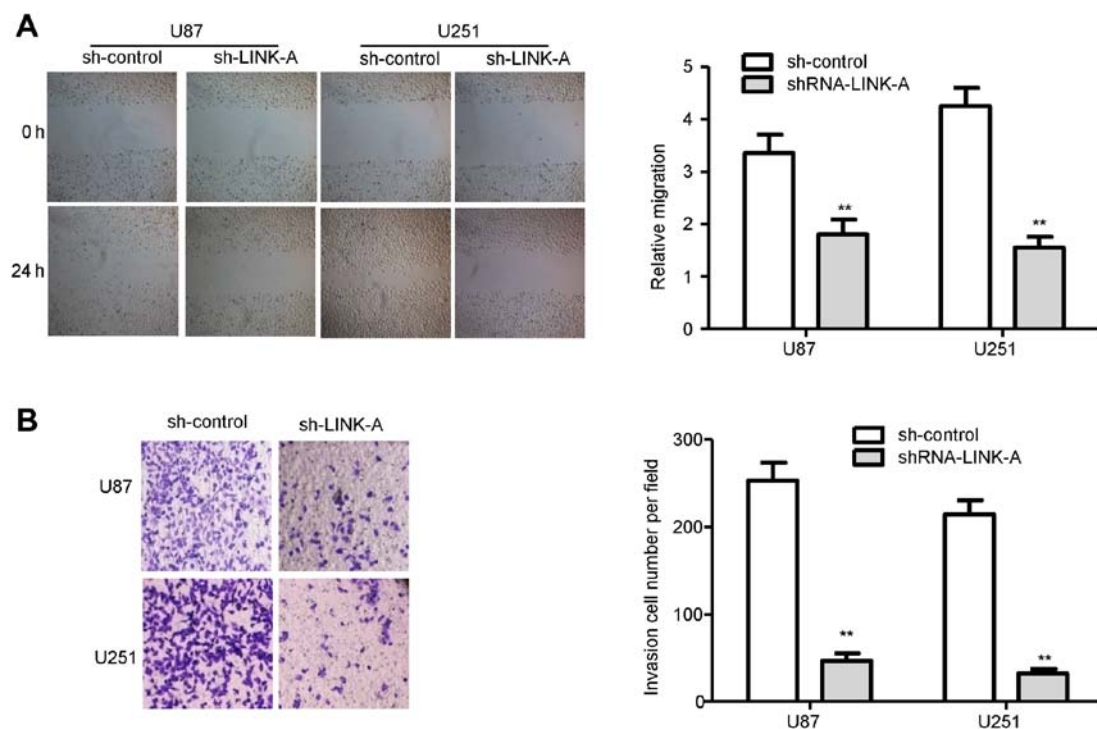 A
U87
U251
sh-control
sh-LINK-A
sh-control
sh-LINK-A
0 h
24 h
sh-control
shRNA-LINK-A
Relative migration
5
4
3
2
1
0
**
**
U87
U251
B
sh-control
sh-LINK-A
U87
U251
sh-control
shRNA-LINK-A
Invasion cell number per field
300
200
100
0
**
**
U87
U251